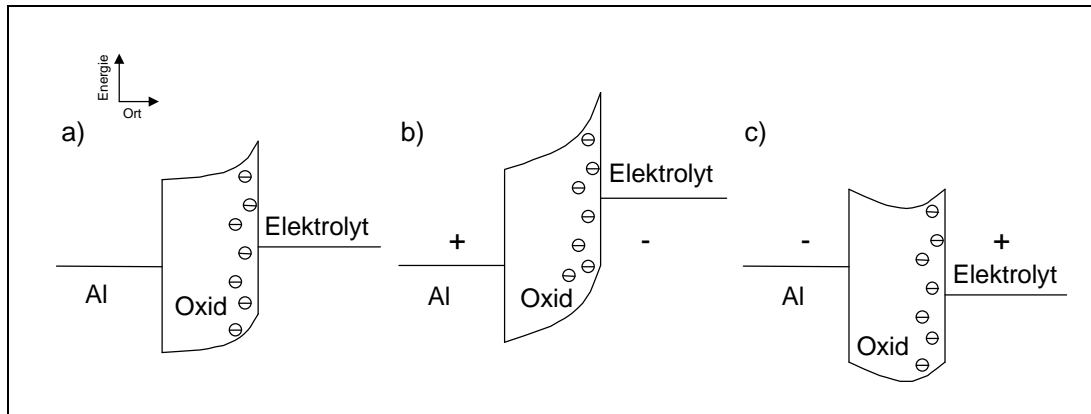 Energie
Ort
a)
Elektrolyt
Al
Oxid
b)
Elektrolyt
+
-
Al
Oxid
c)
-
+
Al
Elektrolyt
Oxid